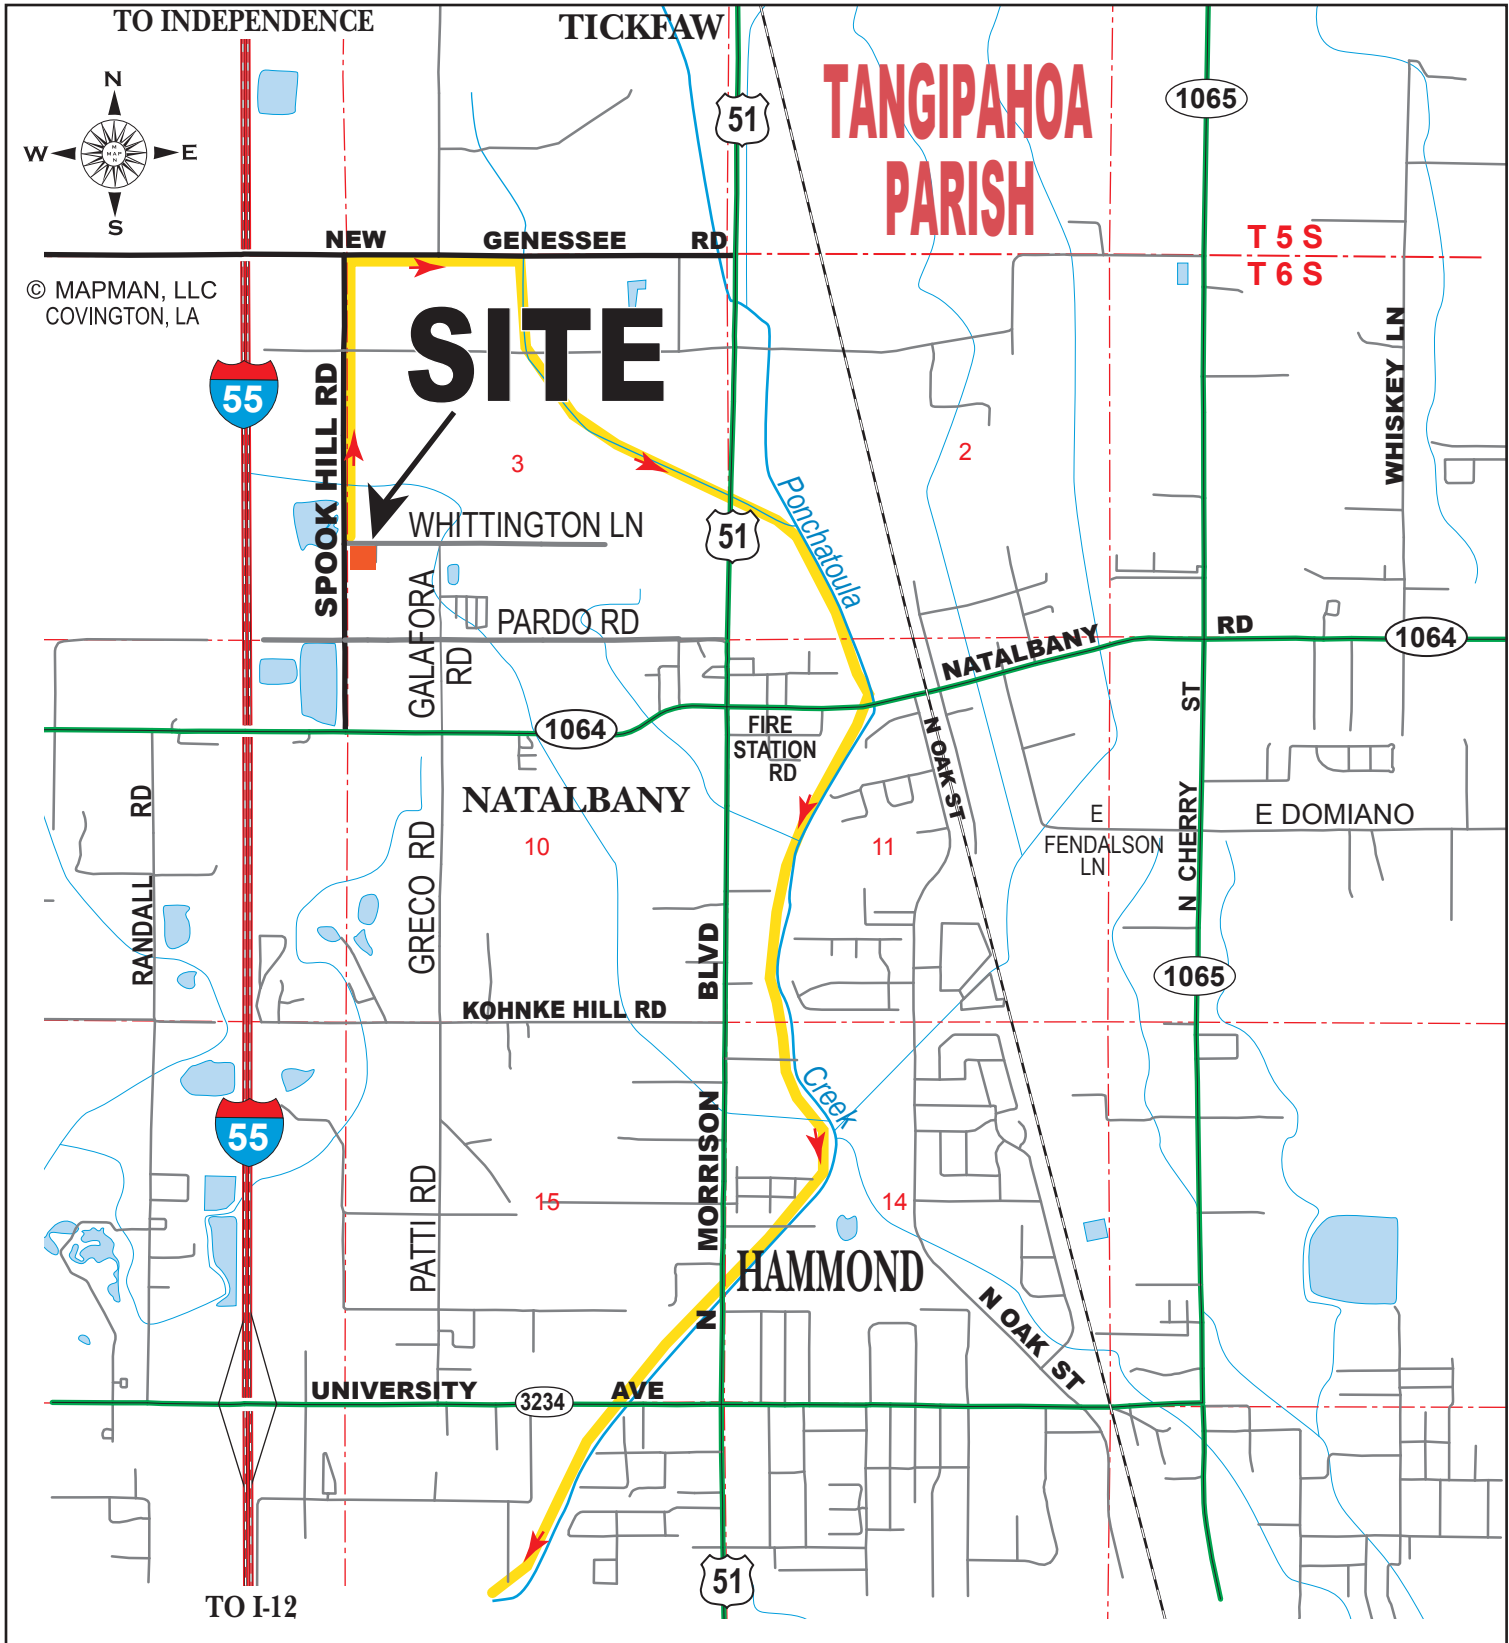 TO INDEPENDENCE
TICKFAW
N
W
E
S
M
MAP
N
51
TANGIPAHOA
PARISH
1065
NEW GENESSEE RD
T 5 S
T 6 S
© MAPMAN, LLC
COVINGTON, LA
SITE
55
SPOOK HILL RD
WHISKEY LN
3
2
WHITTINGTON LN
51
Ponchatoula
Creek
GALAFORA
RD
PARDO RD
NATALBANY RD
1064
1064
FIRE
STATION
RD
N OAK ST
N CHERRY ST
RANDALL RD
NATALBANY
10
11
E
FENDALSON
LN
E DOMIANO
GRECO RD
1065
KOHNKE HILL RD
N MORRISON BLVD
55
PATTI RD
15
14
HAMMOND
N OAK ST
UNIVERSITY AVE
3234
51
TO I-12